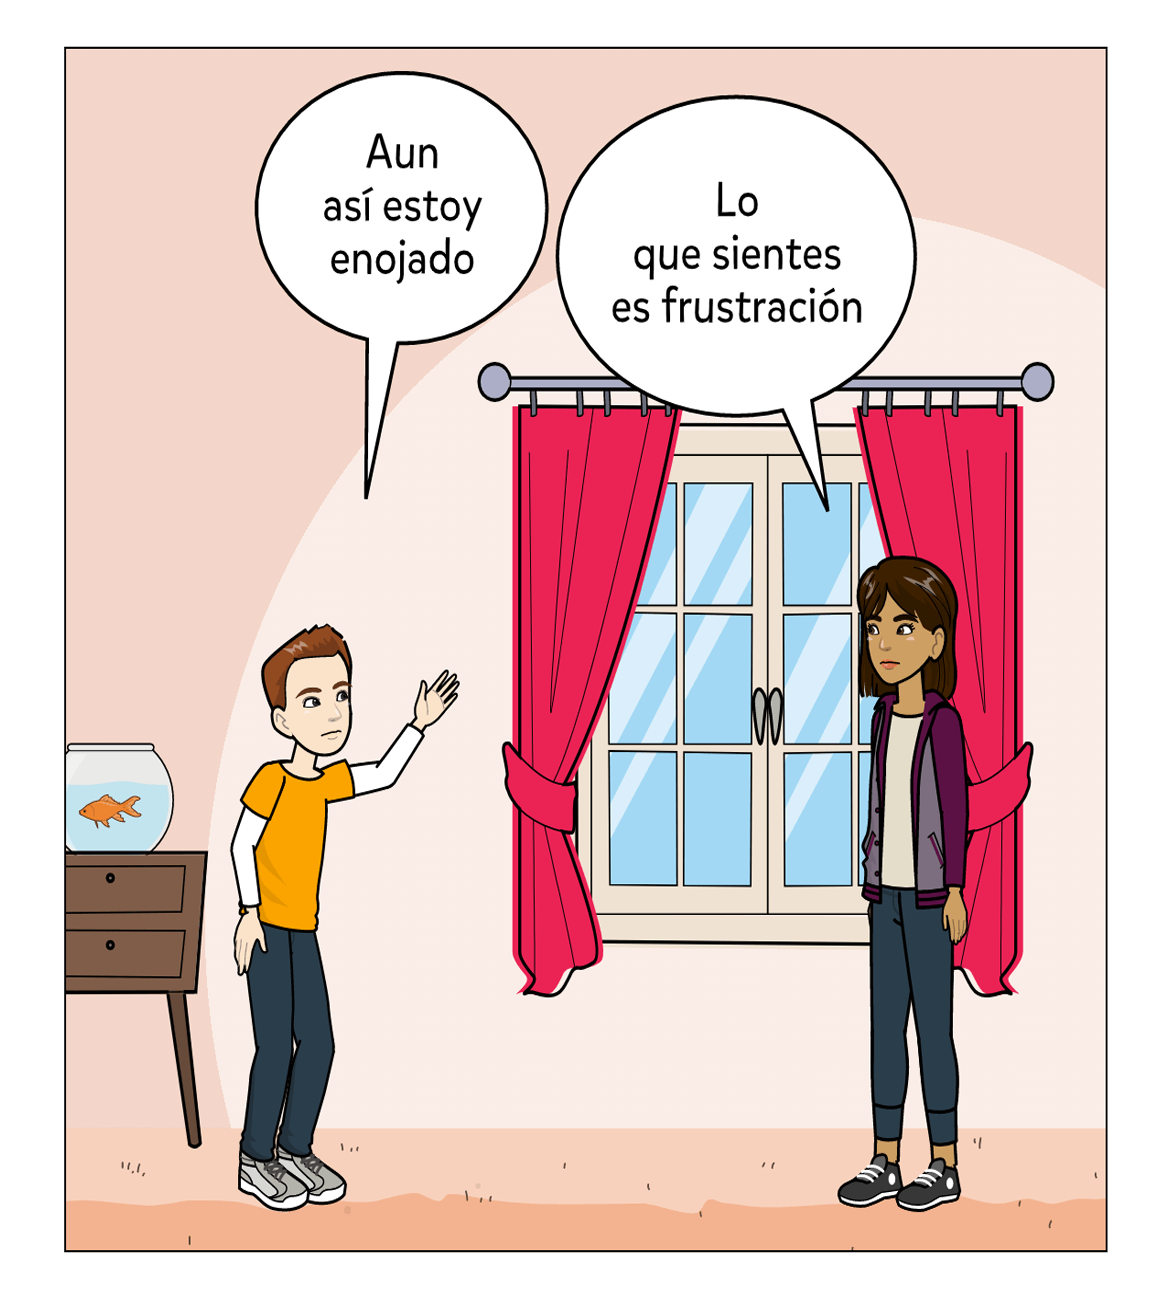 Aun
así estoy
enojado
Lo
que sientes
es frustración